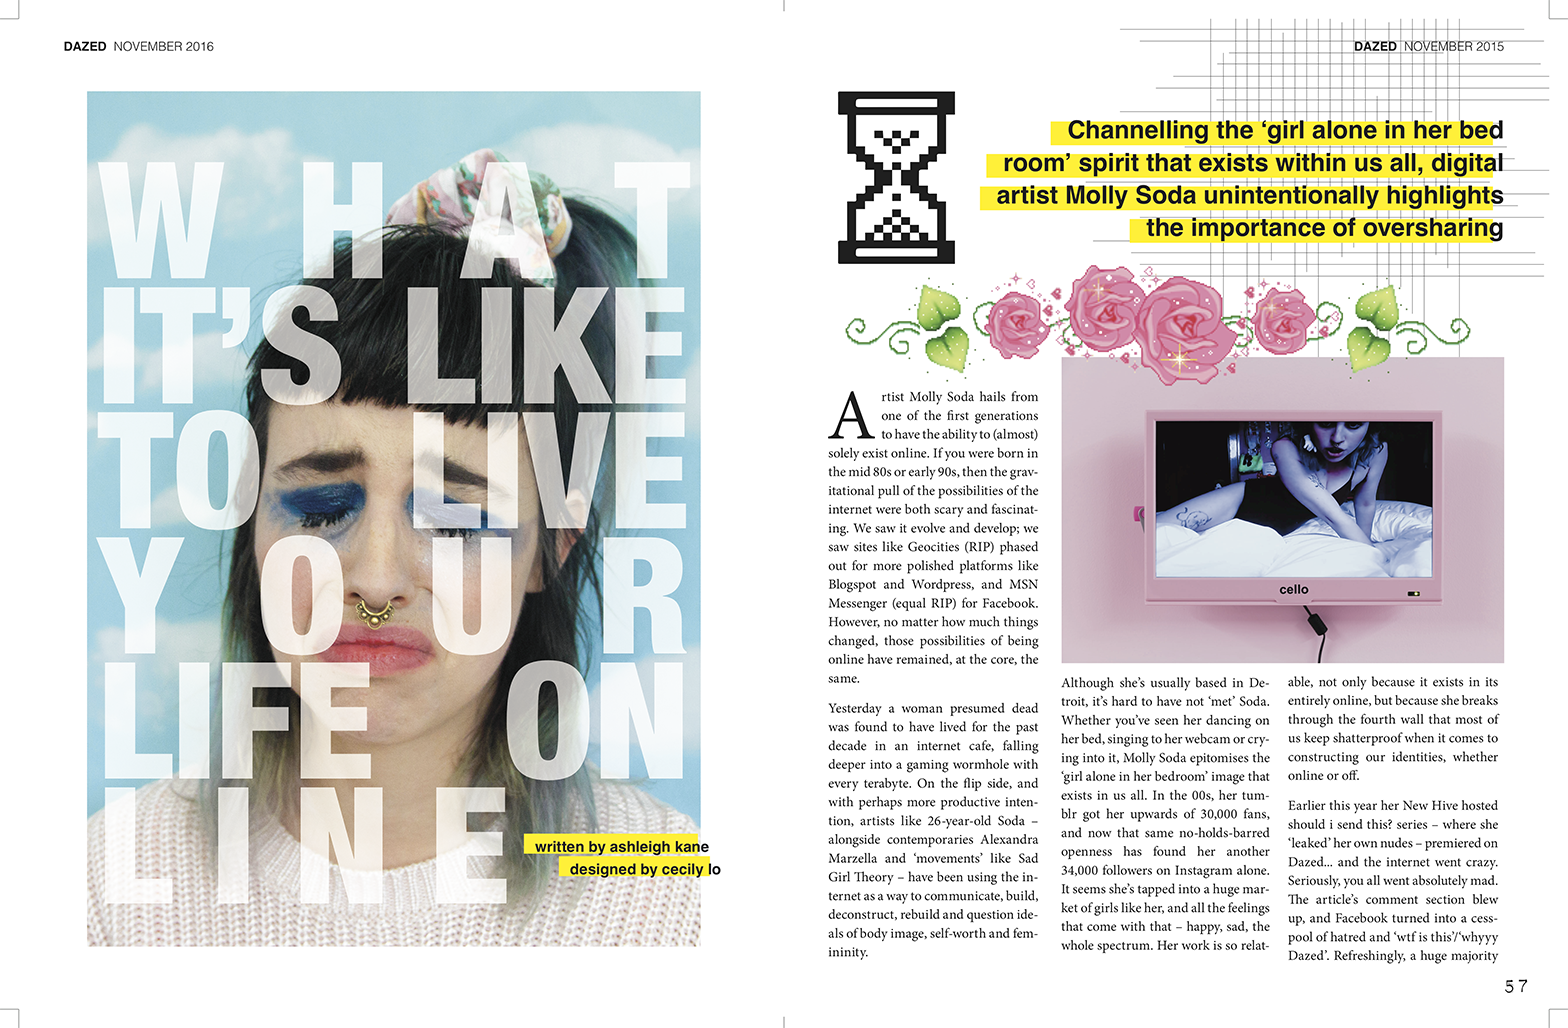 DAZED NOVEMBER 2016
WHAT
IT'S LIKE
TO LIVE
YOUR
LIFE ON
LINE
written by ashleigh kane
designed by cecily lo
DAZED NOVEMBER 2015
Channelling the ‘girl alone in her bed
room’ spirit that exists within us all, digital
artist Molly Soda unintentionally highlights
the importance of oversharing
Artist Molly Soda hails from
one of the first generations
to have the ability to (almost)
solely exist online. If you were born in
the mid 80s or early 90s, then the grav-
itational pull of the possibilities of the
internet were both scary and fascinat-
ing. We saw it evolve and develop; we
saw sites like Geocities (RIP) phased
out for more polished platforms like
Blogspot and Wordpress, and MSN
Messenger (equal RIP) for Facebook.
However, no matter how much things
changed, those possibilities of being
online have remained, at the core, the
same.
Yesterday a woman presumed dead
was found to have lived for the past
decade in an internet cafe, falling
deeper into a gaming wormhole with
every terabyte. On the flip side, and
with perhaps more productive inten-
tion, artists like 26-year-old Soda –
alongside contemporaries Alexandra
Marzella and ‘movements’ like Sad
Girl Theory – have been using the in-
ternet as a way to communicate, build,
deconstruct, rebuild and question ide-
als of body image, self-worth and fem-
ininity.
cello
Although she’s usually based in De-
troit, it’s hard to have not ‘met’ Soda.
Whether you’ve seen her dancing on
her bed, singing to her webcam or cry-
ing into it, Molly Soda epitomises the
‘girl alone in her bedroom’ image that
exists in us all. In the 00s, her tum-
blr got her upwards of 30,000 fans,
and now that same no-holds-barred
openness has found her another
34,000 followers on Instagram alone.
It seems she’s tapped into a huge mar-
ket of girls like her, and all the feelings
that come with that – happy, sad, the
whole spectrum. Her work is so relat-
able, not only because it exists in its
entirely online, but because she breaks
through the fourth wall that most of
us keep shatterproof when it comes to
constructing our identities, whether
online or off.
Earlier this year her New Hive hosted
should i send this? series – where she
‘leaked’ her own nudes – premiered on
Dazed... and the internet went crazy.
Seriously, you all went absolutely mad.
The article’s comment section blew
up, and Facebook turned into a cess-
pool of hatred and ‘wtf is this’/‘whyyy
Dazed’. Refreshingly, a huge majority
57